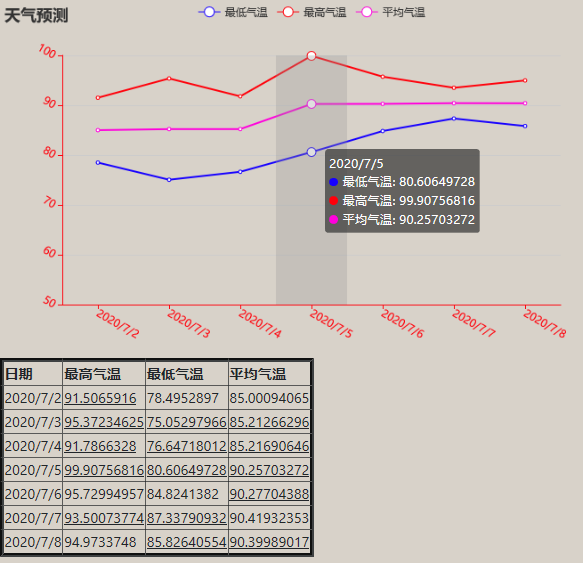 天气预测
最低气温 最高气温 平均气温
100
90
80
70
60
50
2020/7/5
最低气温: 80.60649728
最高气温: 99.90756816
平均气温: 90.25703272
2020/7/2 2020/7/3 2020/7/4 2020/7/5 2020/7/6 2020/7/7 2020/7/8
日期 最高气温 最低气温 平均气温
2020/7/2 91.5065916 78.4952897 85.00094065
2020/7/3 95.37234625 75.05297966 85.21266296
2020/7/4 91.7866328 76.64718012 85.21690646
2020/7/5 99.90756816 80.60649728 90.25703272
2020/7/6 95.72994957 84.8241382 90.27704388
2020/7/7 93.50073774 87.33790932 90.41932353
2020/7/8 94.9733748 85.82640554 90.39989017